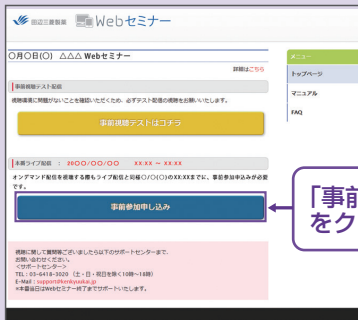 田辺三菱製薬 Webセミナー
〇月〇日(〇) △△△ Webセミナー
詳細はこちら
事前視聴テスト配信
視聴環境に問題がないことを確認いただくため、必ずテスト配信の視聴をお願いいたします。
事前視聴テストはコチラ
本番ライブ配信 : 20〇〇/〇〇/〇〇 XX:XX ～ XX:XX
オンデマンド配信を視聴する際もライブ配信と同様〇/〇(〇)のXX:XXまでに、事前参加申込みが必要
です。
事前参加申し込み
視聴に関して質問等ございましたら以下のサポートセンターまで、
お問い合わせください。
<サポートセンター>
TEL:03-6418-3020 (土・日・祝日を除く10時～18時)
E-Mail:support@kenkyuukai.jp
※本番当日はWebセミナー終了までサポートいたします。
メニュー
トップページ
マニュアル
FAQ
「事前
をク